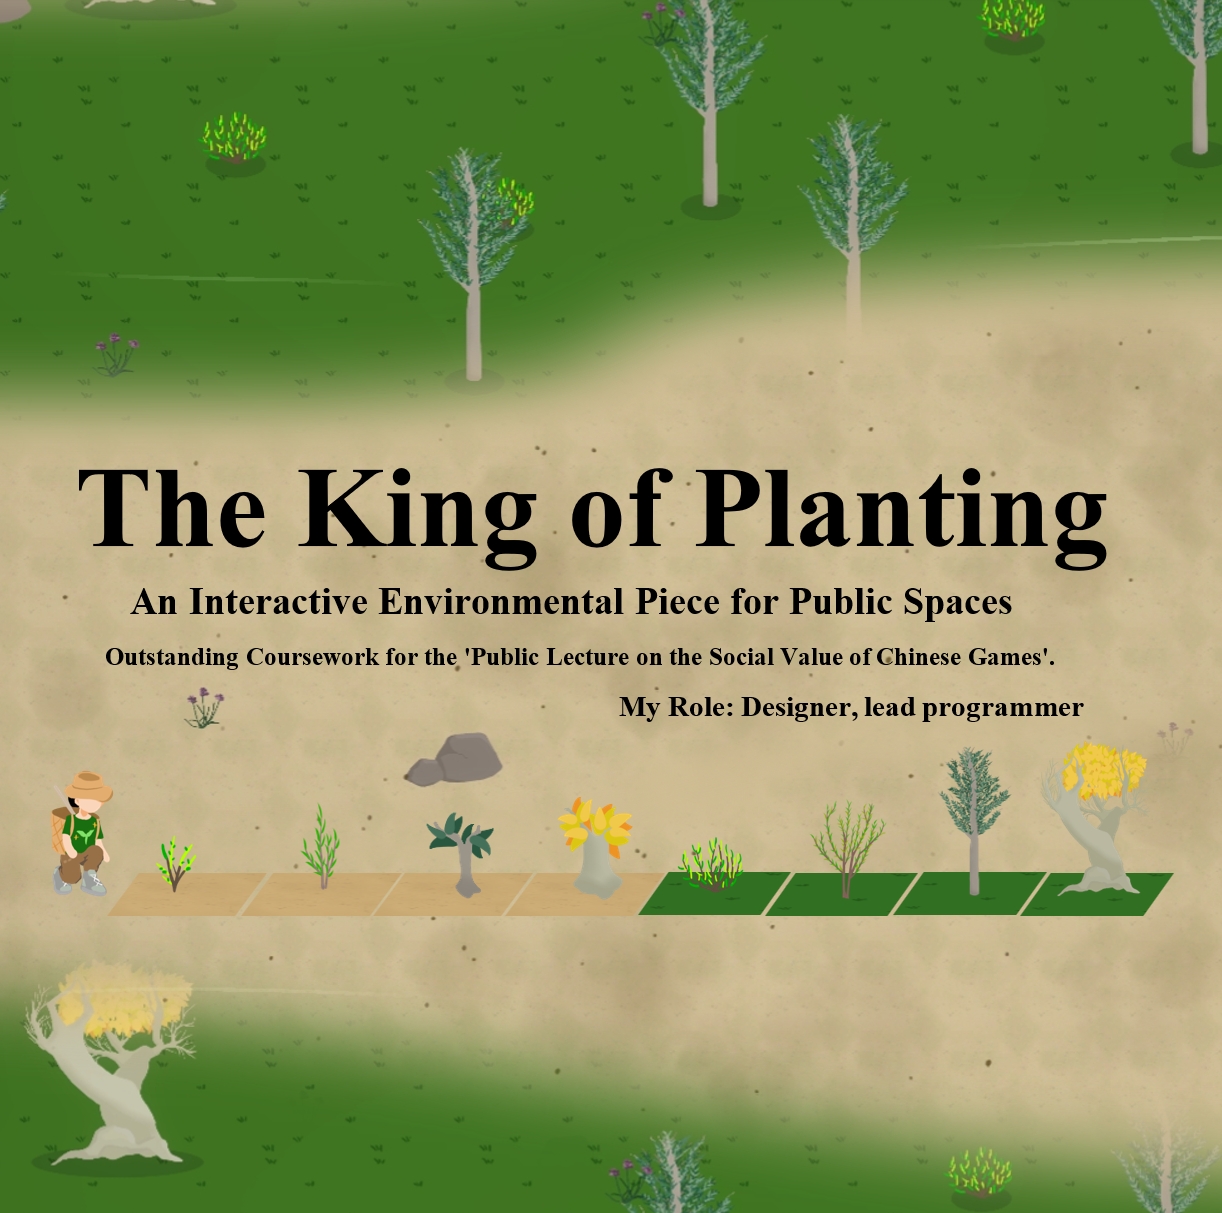 The King of Planting
An Interactive Environmental Piece for Public Spaces
Outstanding Coursework for the 'Public Lecture on the Social Value of Chinese Games'.
My Role: Designer, lead programmer